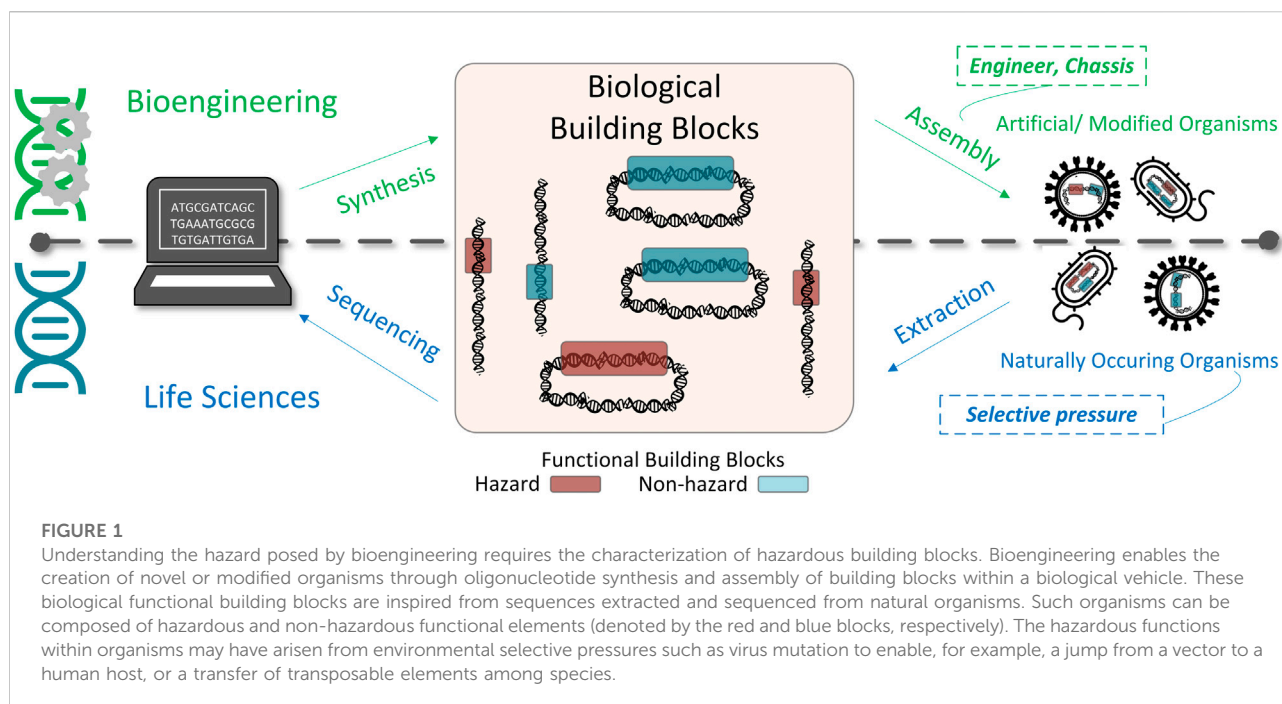 Bioengineering
ATGCGATCAGC
TGAAATGCGCG
TGTGATTGTGA
Synthesis
Sequencing
Life Sciences
Biological
Building Blocks
Functional Building Blocks
Hazard Non-hazard
Assembly
Engineer, Chassis
Artificial/ Modified Organisms
Extraction
Naturally Occuring Organisms
Selective pressure
FIGURE 1
Understanding the hazard posed by bioengineering requires the characterization of hazardous building blocks. Bioengineering enables the
creation of novel or modified organisms through oligonucleotide synthesis and assembly of building blocks within a biological vehicle. These
biological functional building blocks are inspired from sequences extracted and sequenced from natural organisms. Such organisms can be
composed of hazardous and non-hazardous functional elements (denoted by the red and blue blocks, respectively). The hazardous functions
within organisms may have arisen from environmental selective pressures such as virus mutation to enable, for example, a jump from a vector to a
human host, or a transfer of transposable elements among species.